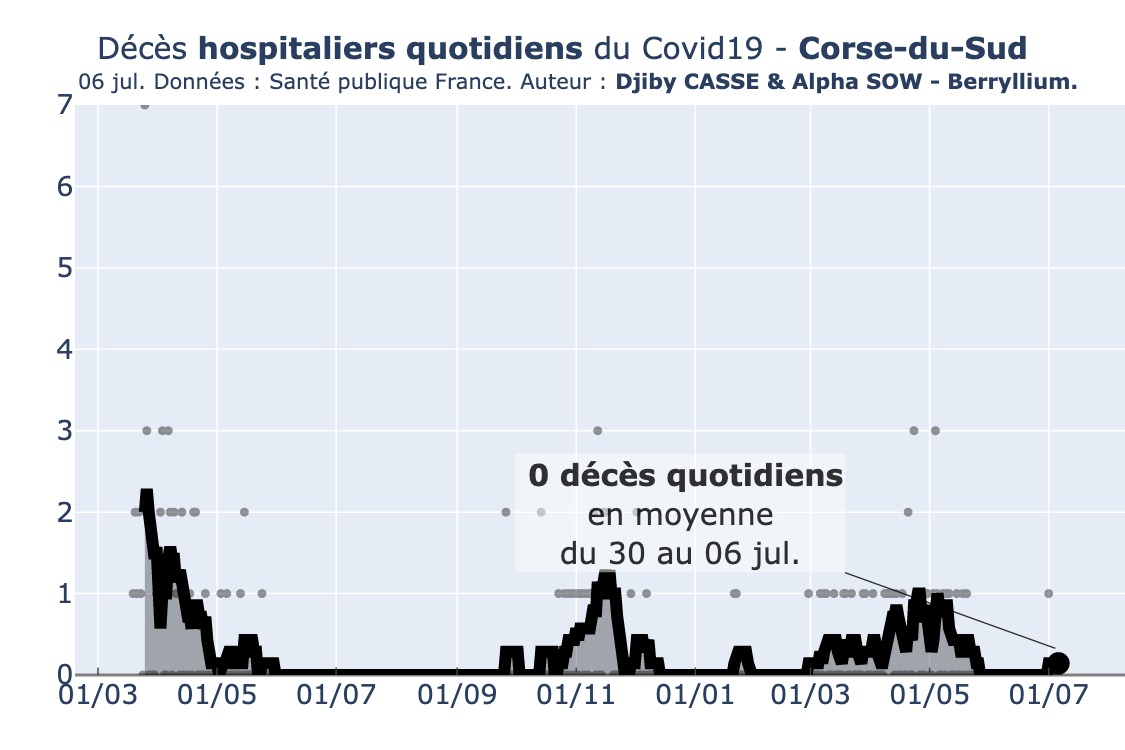 Décès hospitaliers quotidiens du Covid19 - Corse-du-Sud
06 jul. Données : Santé publique France. Auteur : Djiby CASSE & Alpha SOW - Berryllium.
7
6
5
4
3
2
1
0
0 décès quotidiens
en moyenne
du 30 au 06 jul.
01/03 01/05 01/07 01/09 01/11 01/01 01/03 01/05 01/07